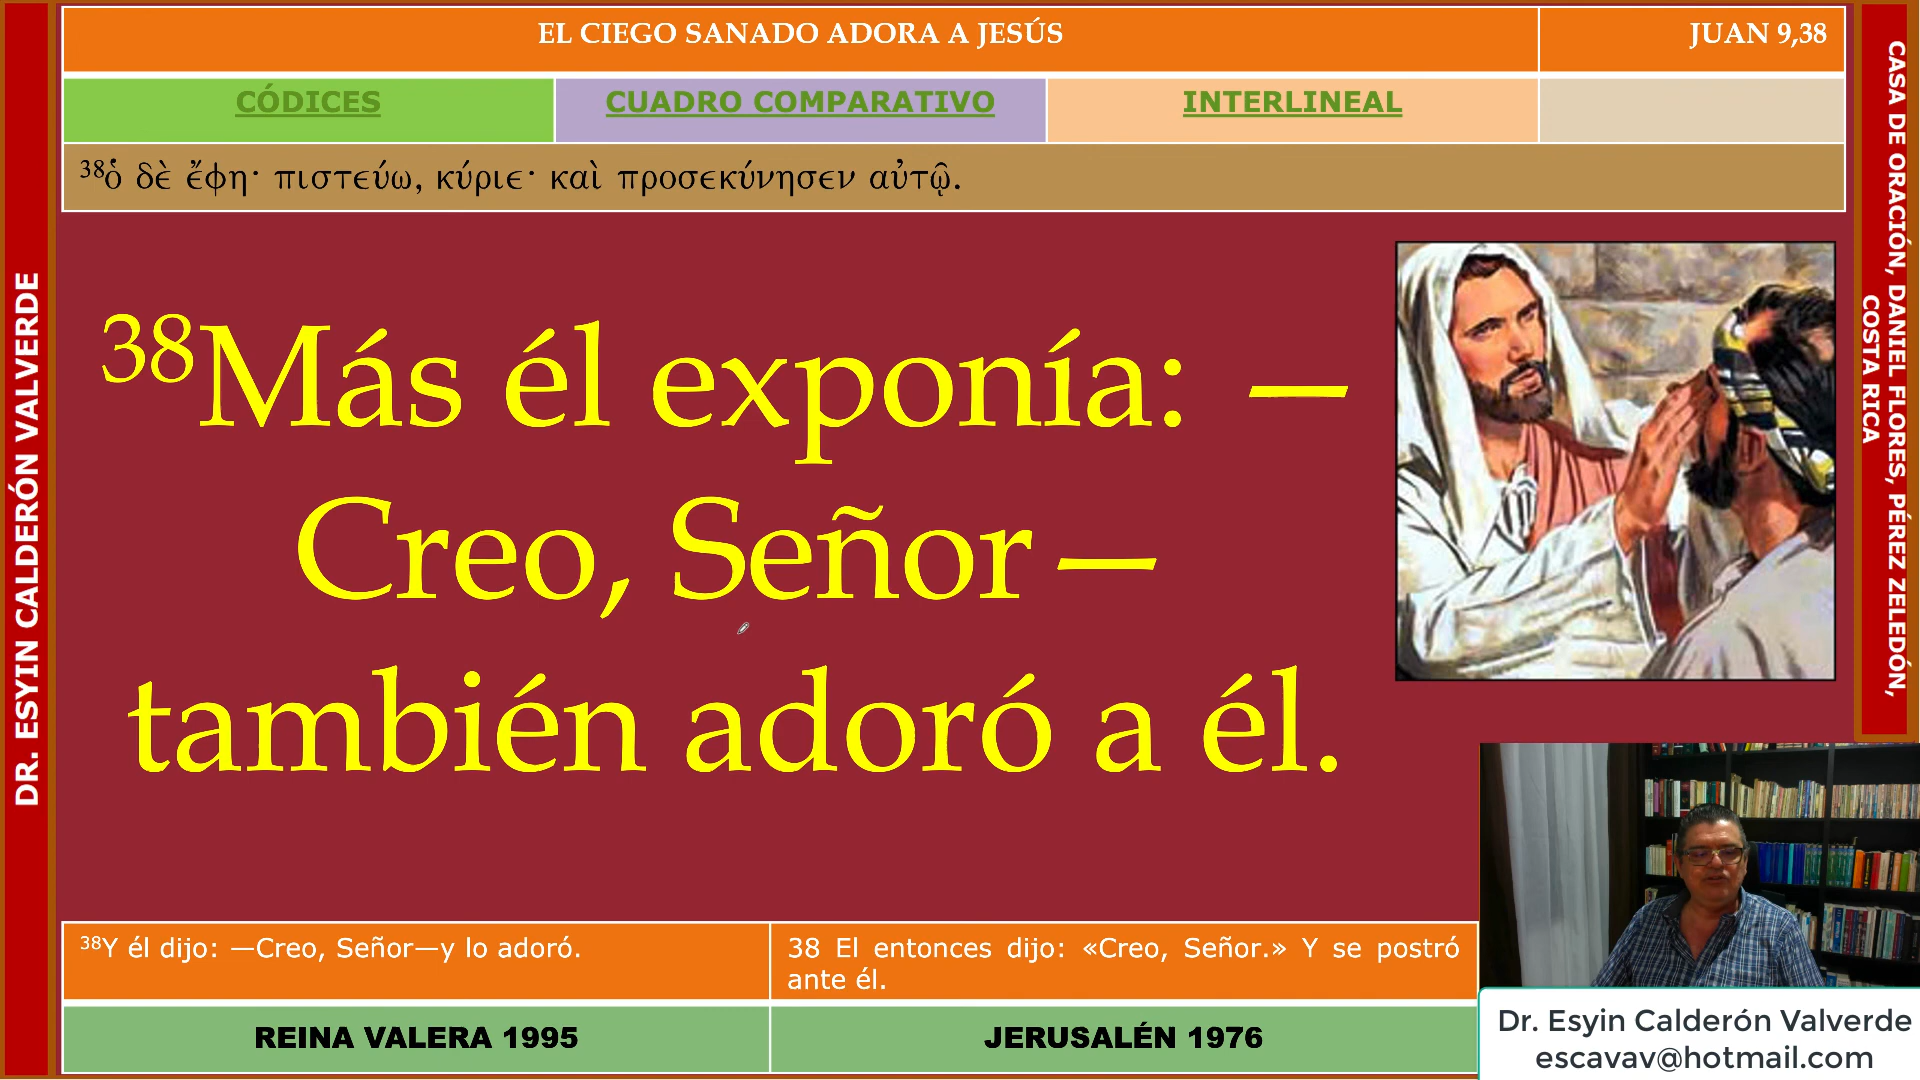 EL CIEGO SANADO ADORA A JESÚS
JUAN 9,38
CÓDICES
CUADRO COMPARATIVO
INTERLINEAL
³⁸ὁ δὲ ἔφη· πιστεύω, κύριε· καὶ προσεκύνησεν αὐτῷ.
³⁸Más él exponía: —
Creo, Señor—
también adoró a él.
³⁸Y él dijo: —Creo, Señor—y lo adoró.
38 El entonces dijo: «Creo, Señor.» Y se postró
ante él.
REINA VALERA 1995
JERUSALÉN 1976
DR. ESYIN CALDERÓN VALVERDE
CASA DE ORACIÓN, DANIEL FLORES, PÉREZ ZELEDÓN,
COSTA RICA
Dr. Esyin Calderón Valverde
escavav@hotmail.com